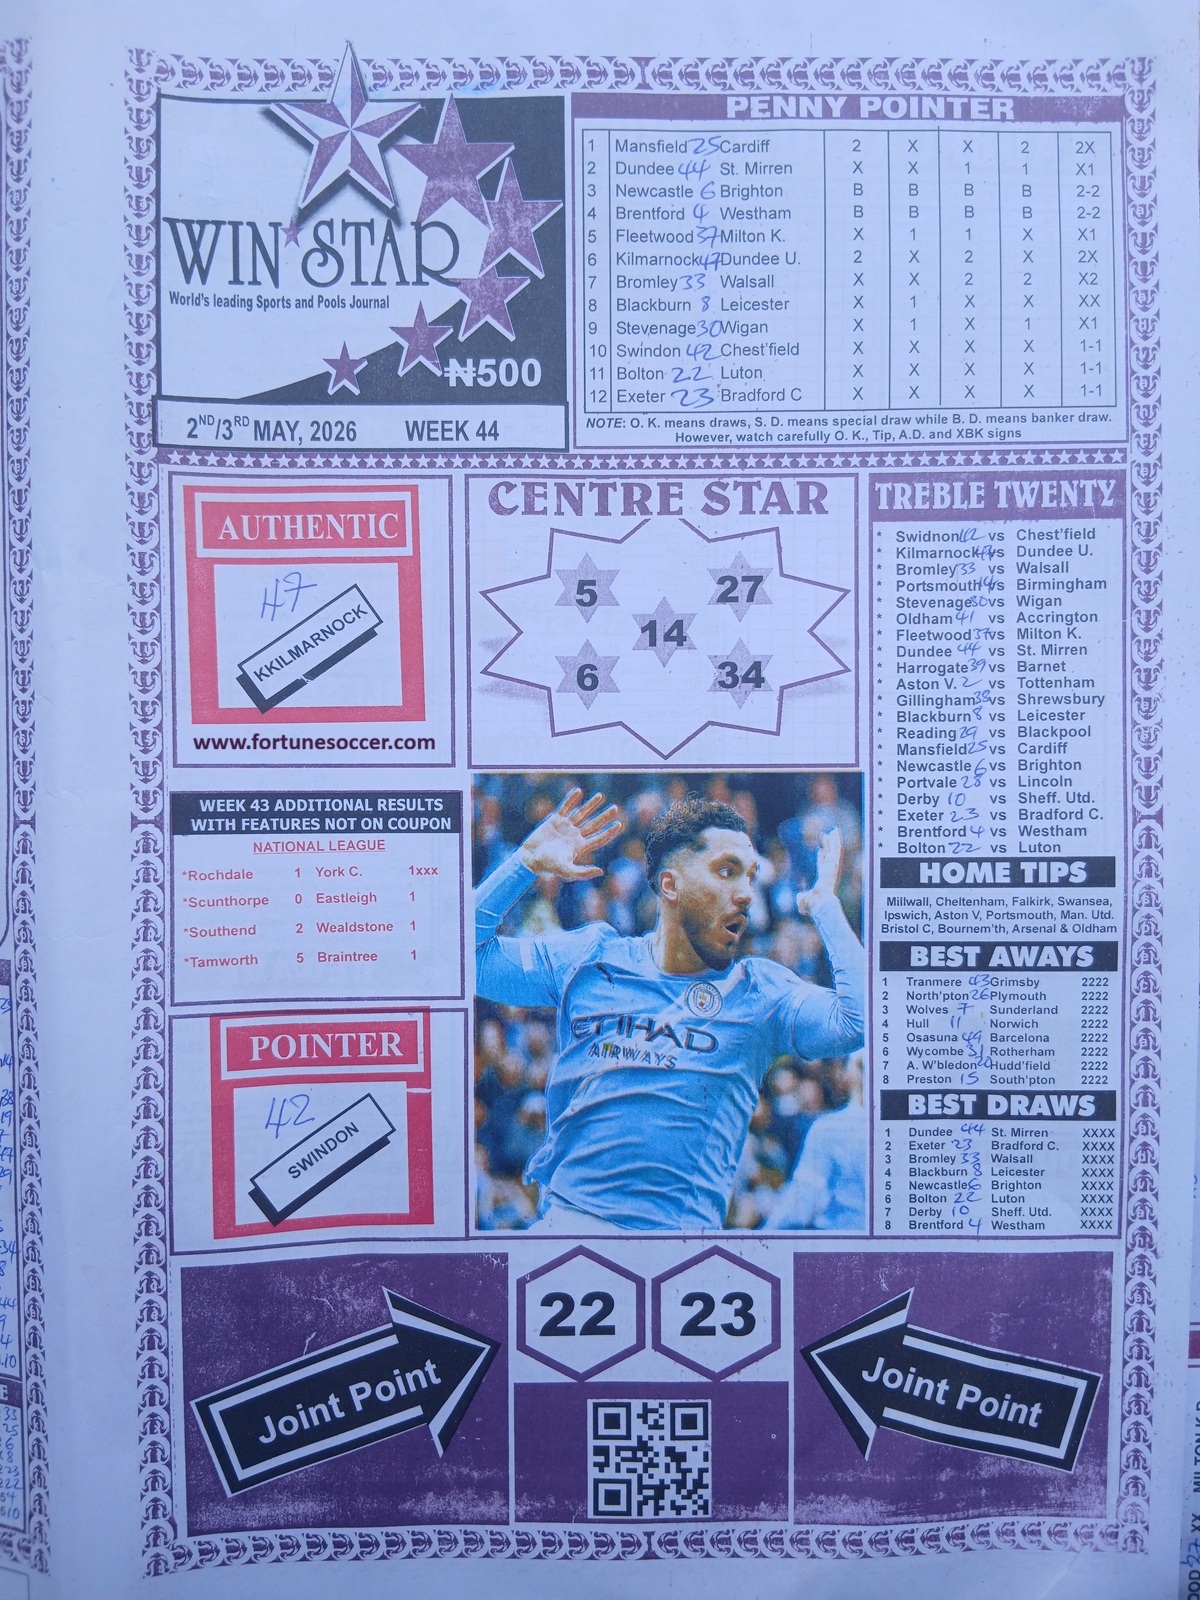 WIN STAR
World's leading Sports and Pools Journal
₦500
2ND/3RD MAY, 2026 WEEK 44
PENNY POINTER
1 Mansfield 25 Cardiff 2 X X 2 2X
2 Dundee 44 St. Mirren X X 1 1 X1
3 Newcastle 6 Brighton B B B B 2-2
4 Brentford 4 Westham B B B B 2-2
5 Fleetwood 37 Milton K. X 1 1 X X1
6 Kilmarnock 47 Dundee U. 2 X 2 X 2X
7 Bromley 33 Walsall X X 2 2 X2
8 Blackburn 8 Leicester X 1 X X XX
9 Stevenage 30 Wigan X 1 X 1 X1
10 Swindon 42 Chest'field X X X X 1-1
11 Bolton 22 Luton X X X X 1-1
12 Exeter 23 Bradford C X X X X 1-1
NOTE: O. K. means draws, S. D. means special draw while B. D. means banker draw.
However, watch carefully O. K., Tip, A.D. and XBK signs
AUTHENTIC
47
KKILMARNOCK
www.fortunesoccer.com
CENTRE STAR
5 27
14
6 34
TREBLE TWENTY
* Swidnon 42 vs Chest'field
* Kilmarnock 47 vs Dundee U.
* Bromley 33 vs Walsall
* Portsmouth 14 vs Birmingham
* Stevenage 30 vs Wigan
* Oldham 41 vs Accrington
* Fleetwood 37 vs Milton K.
* Dundee 44 vs St. Mirren
* Harrogate 39 vs Barnet
* Aston V. 2 vs Tottenham
* Gillingham 38 vs Shrewsbury
* Blackburn 8 vs Leicester
* Reading 29 vs Blackpool
* Mansfield 25 vs Cardiff
* Newcastle 6 vs Brighton
* Portvale 28 vs Lincoln
* Derby 10 vs Sheff. Utd.
* Exeter 23 vs Bradford C.
* Brentford 4 vs Westham
* Bolton 22 vs Luton
WEEK 43 ADDITIONAL RESULTS
WITH FEATURES NOT ON COUPON
NATIONAL LEAGUE
*Rochdale 1 York C. 1xxx
*Scunthorpe 0 Eastleigh 1
*Southend 2 Wealdstone 1
*Tamworth 5 Braintree 1
POINTER
42
SWINDON
ETIHAD
AIRWAYS
HOME TIPS
Millwall, Cheltenham, Falkirk, Swansea,
Ipswich, Aston V, Portsmouth, Man. Utd.
Bristol C, Bournem'th, Arsenal & Oldham
BEST AWAYS
1 Tranmere 43 Grimsby 2222
2 North'pton 26 Plymouth 2222
3 Wolves 7 Sunderland 2222
4 Hull 11 Norwich 2222
5 Osasuna 49 Barcelona 2222
6 Wycombe 31 Rotherham 2222
7 A. W'bledon 20 Hudd'field 2222
8 Preston 15 South'pton 2222
BEST DRAWS
1 Dundee 44 St. Mirren XXXX
2 Exeter 23 Bradford C. XXXX
3 Bromley 33 Walsall XXXX
4 Blackburn 8 Leicester XXXX
5 Newcastle 6 Brighton XXXX
6 Bolton 22 Luton XXXX
7 Derby 10 Sheff. Utd. XXXX
8 Brentford 4 Westham XXXX
Joint Point
22 23
Joint Point